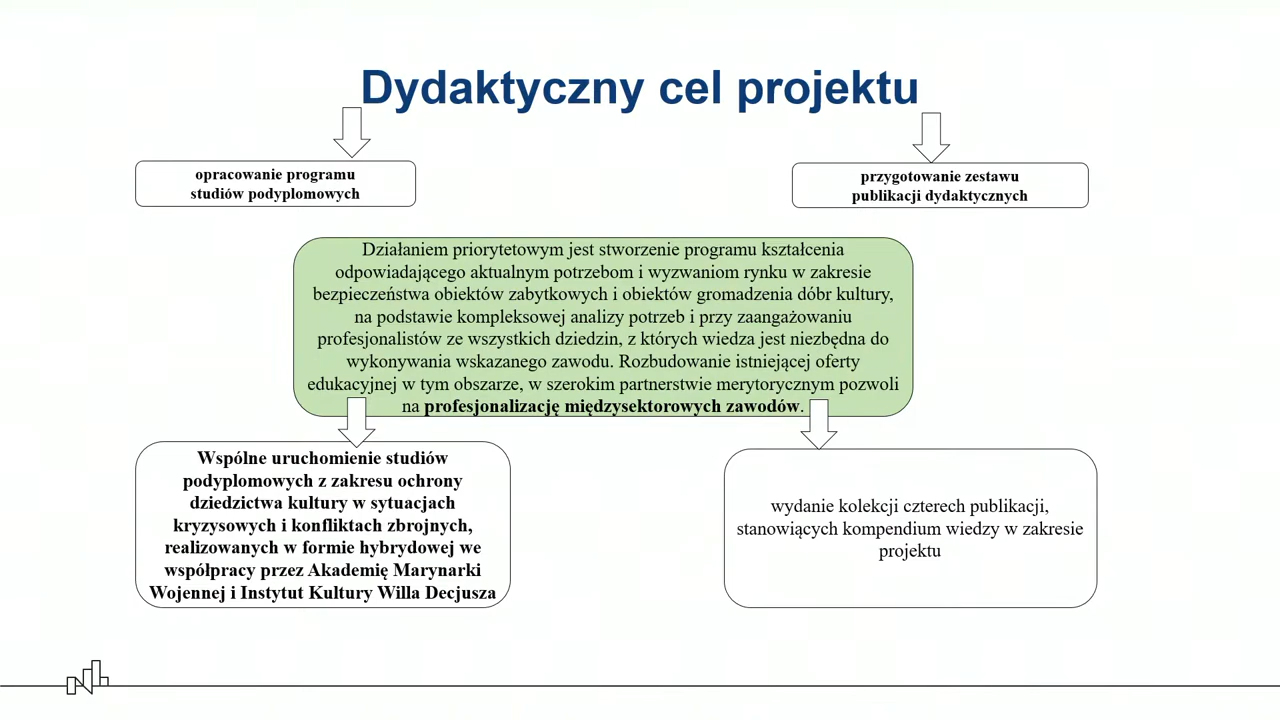 Dydaktyczny cel projektu
opracowanie programu
studiów podyplomowych
przygotowanie zestawu
publikacji dydaktycznych
Działaniem priorytetowym jest stworzenie programu kształcenia
odpowiadającego aktualnym potrzebom i wyzwaniom rynku w zakresie
bezpieczeństwa obiektów zabytkowych i obiektów gromadzenia dóbr kultury,
na podstawie kompleksowej analizy potrzeb i przy zaangażowaniu
profesjonalistów ze wszystkich dziedzin, z których wiedza jest niezbędna do
wykonywania wskazanego zawodu. Rozbudowanie istniejącej oferty
edukacyjnej w tym obszarze, w szerokim partnerstwie merytorycznym pozwoli
na profesjonalizację międzysektorowych zawodów.
Wspólne uruchomienie studiów
podyplomowych z zakresu ochrony
dziedzictwa kultury w sytuacjach
kryzysowych i konfliktach zbrojnych,
realizowanych w formie hybrydowej we
współpracy przez Akademię Marynarki
Wojennej i Instytut Kultury Willa Decjusza
wydanie kolekcji czterech publikacji,
stanowiących kompendium wiedzy w zakresie
projektu